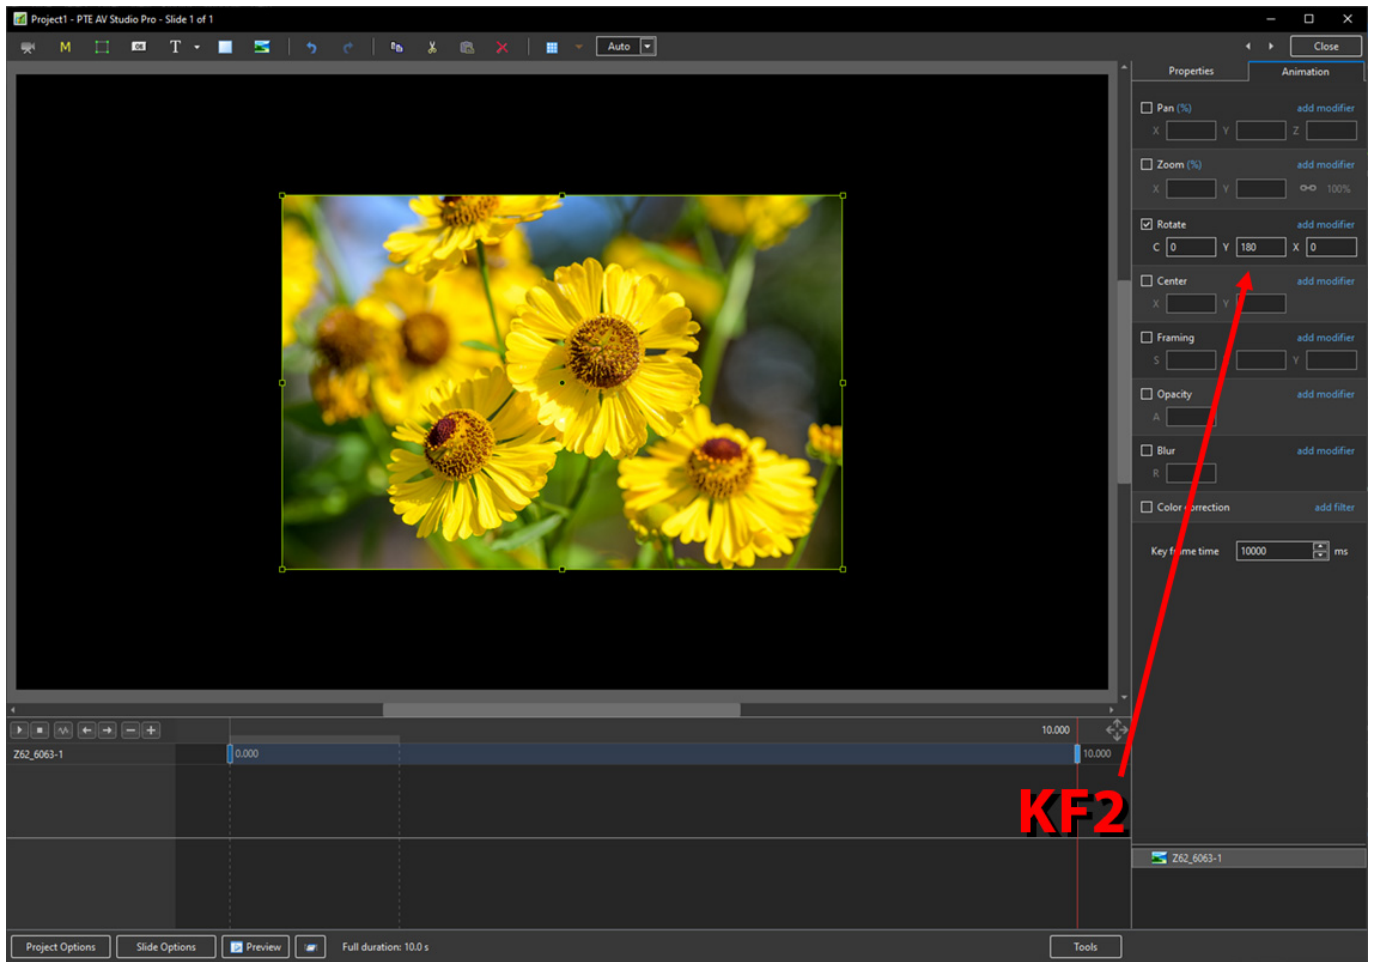 Project1 - PTE AV Studio Pro - Slide 1 of 1
M OK T Auto Close
Properties Animation
Pan (%) add modifier
X Y Z
Zoom (%) add modifier
X Y 100%
Rotate add modifier
C 0 Y 180 X 0
Center add modifier
X Y
Framing add modifier
S Y
Opacity add modifier
A
Blur add modifier
R
Color correction add filter
Key frame time 10000 ms
10.000
Z62_6063-1 0.000 10.000
KF2
Z62_6063-1
Project Options Slide Options Preview Full duration: 10.0 s Tools